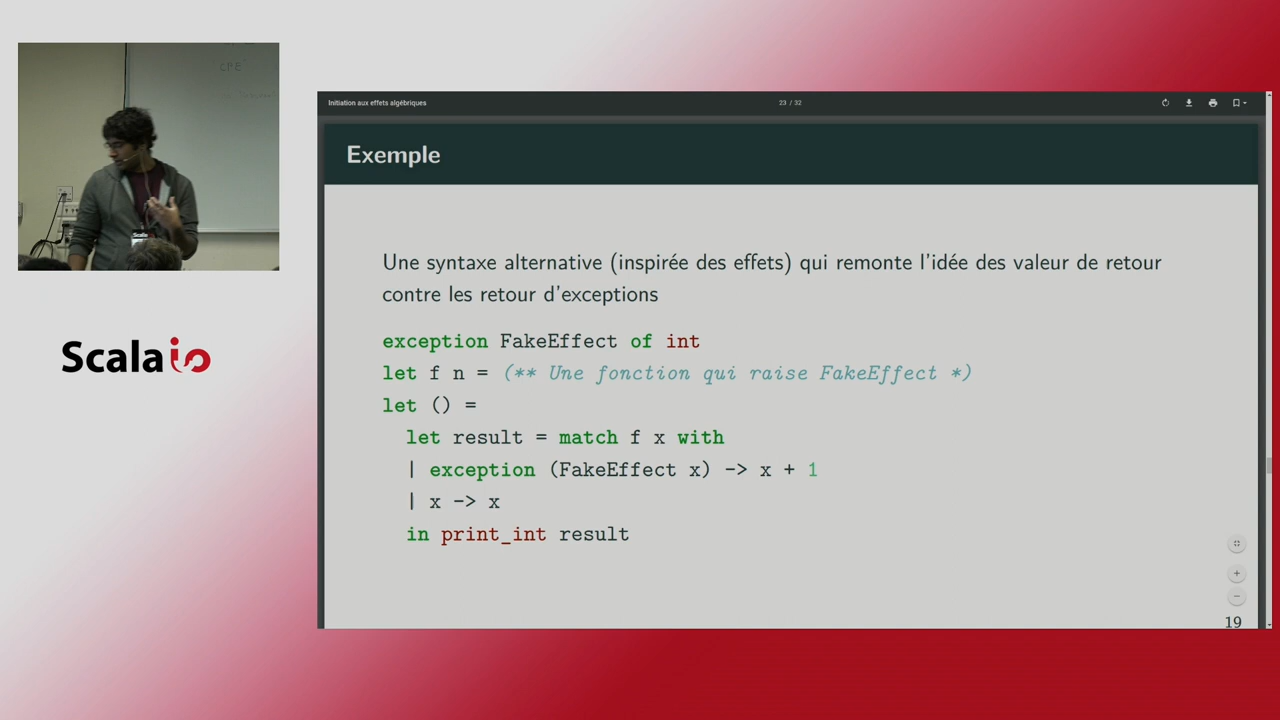 CPE
Scala
Scalaio
Initiation aux effets algébriques
23 / 32
Exemple
Une syntaxe alternative (inspirée des effets) qui remonte l'idée des valeur de retour
contre les retour d'exceptions
exception FakeEffect of int
let f n = (** Une fonction qui raise FakeEffect *)
let () =
let result = match f x with
| exception (FakeEffect x) -> x + 1
| x -> x
in print_int result
19